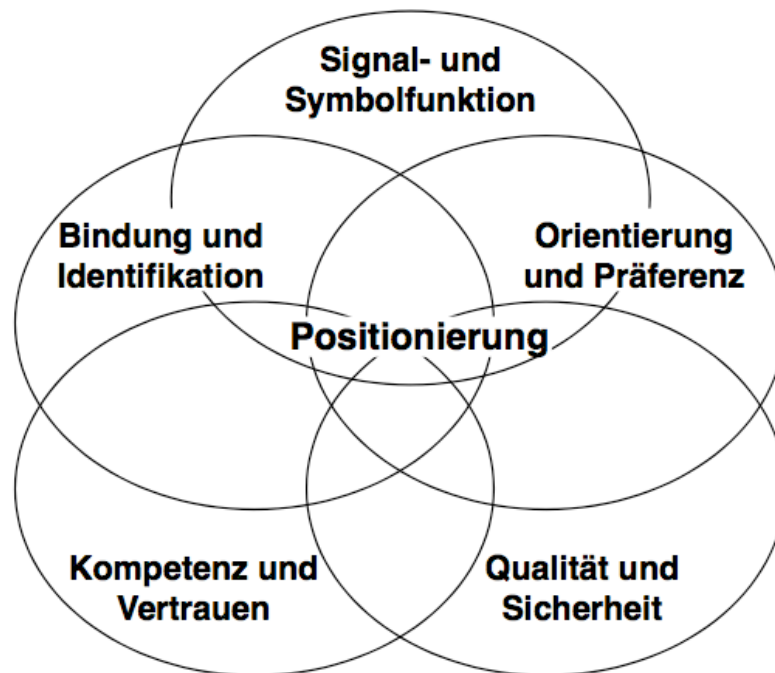 Signal- und
Symbolfunktion
Bindung und
Identifikation
Orientierung
und Präferenz
Positionierung
Kompetenz und
Vertrauen
Qualität und
Sicherheit